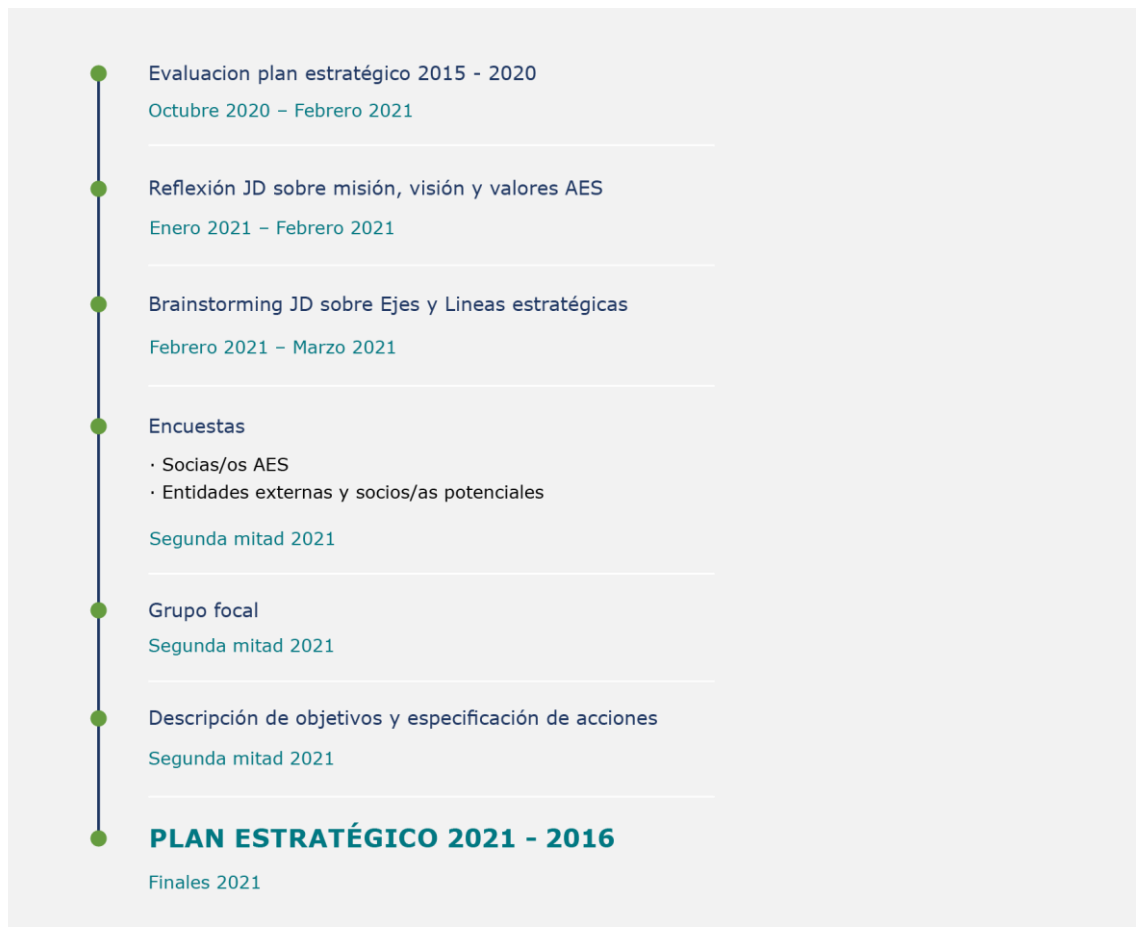 Evaluacion plan estratégico 2015 - 2020
Octubre 2020 – Febrero 2021
Reflexión JD sobre misión, visión y valores AES
Enero 2021 – Febrero 2021
Brainstorming JD sobre Ejes y Lineas estratégicas
Febrero 2021 – Marzo 2021
Encuestas
· Socias/os AES
· Entidades externas y socios/as potenciales
Segunda mitad 2021
Grupo focal
Segunda mitad 2021
Descripción de objetivos y especificación de acciones
Segunda mitad 2021
PLAN ESTRATÉGICO 2021 - 2016
Finales 2021